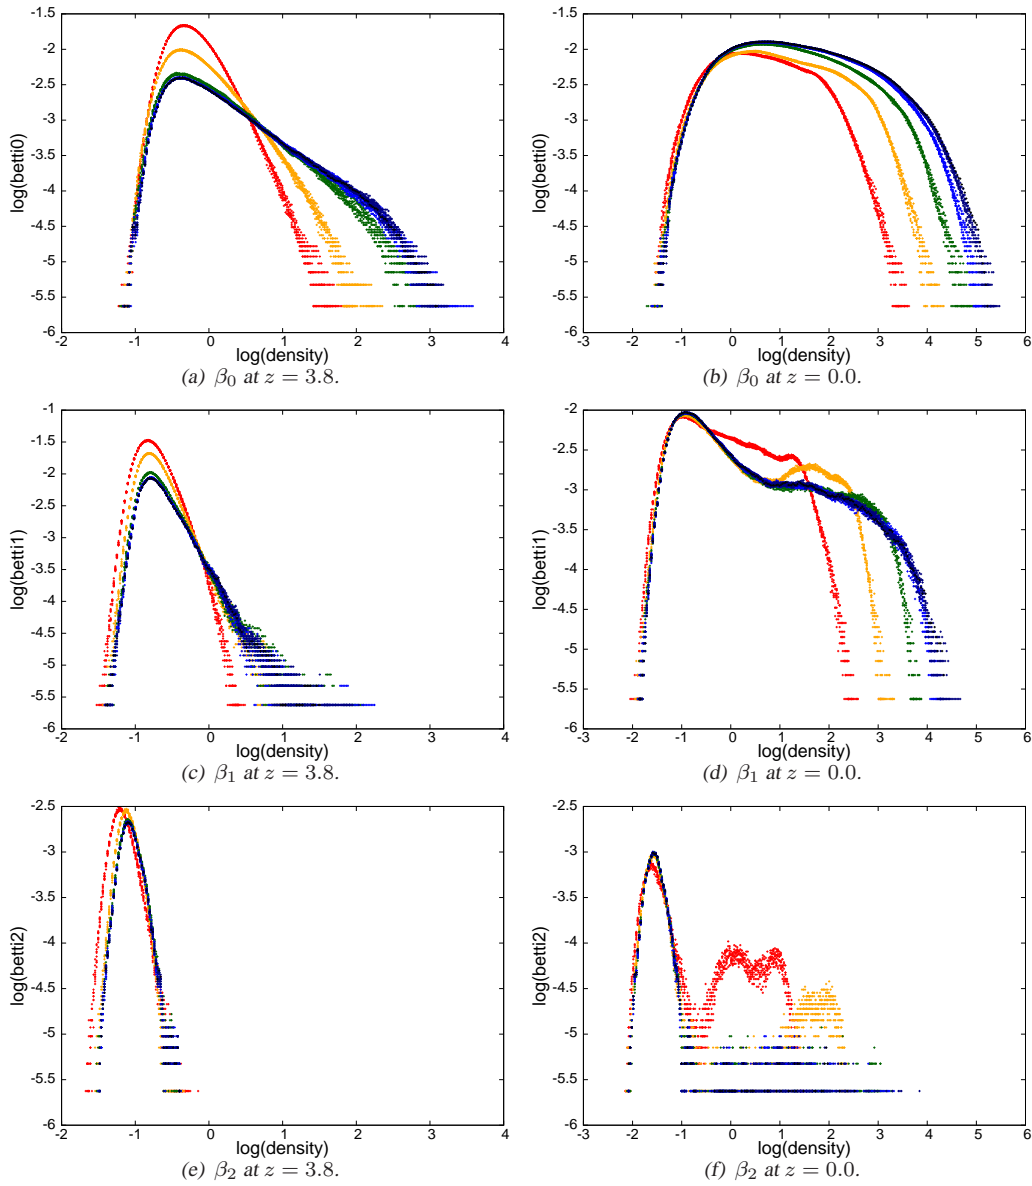 -1.5
-2
-2.5
-3
-3.5
-4
-4.5
-5
-5.5
-6
log(betti0)
-2 -1 0 1 2 3 4
log(density)
(a) β0 at z = 3.8.
-1.5
-2
-2.5
-3
-3.5
-4
-4.5
-5
-5.5
-6
log(betti0)
-3 -2 -1 0 1 2 3 4 5 6
log(density)
(b) β0 at z = 0.0.
-1
-1.5
-2
-2.5
-3
-3.5
-4
-4.5
-5
-5.5
-6
log(betti1)
-2 -1 0 1 2 3 4
log(density)
(c) β1 at z = 3.8.
-2
-2.5
-3
-3.5
-4
-4.5
-5
-5.5
-6
log(betti1)
-3 -2 -1 0 1 2 3 4 5 6
log(density)
(d) β1 at z = 0.0.
-2.5
-3
-3.5
-4
-4.5
-5
-5.5
-6
log(betti2)
-2 -1 0 1 2 3 4
log(density)
(e) β2 at z = 3.8.
-2.5
-3
-3.5
-4
-4.5
-5
-5.5
-6
log(betti2)
-3 -2 -1 0 1 2 3 4 5 6
log(density)
(f) β2 at z = 0.0.